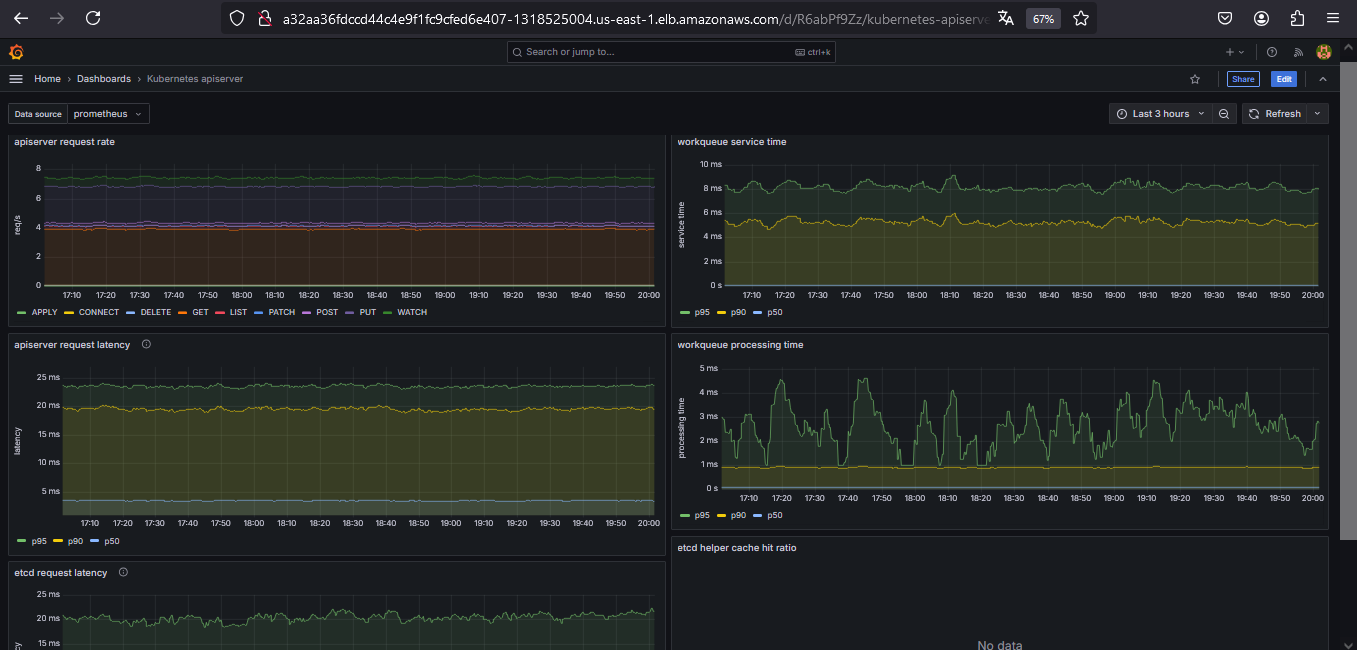 a32aa36fdccd44c4e9f1fc9cfed6e407-1318525004.us-east-1.elb.amazonaws.com/d/R6abPf9Zz/kubernetes-apiserve
67%
Search or jump to...
ctrl+k
Home › Dashboards › Kubernetes apiserver
Share
Edit
Data source
prometheus
Last 3 hours
Refresh
apiserver request rate
8
6
4
2
0
req/s
17:10 17:20 17:30 17:40 17:50 18:00 18:10 18:20 18:30 18:40 18:50 19:00 19:10 19:20 19:30 19:40 19:50 20:00
APPLY CONNECT DELETE GET LIST PATCH POST PUT WATCH
workqueue service time
10 ms
8 ms
6 ms
4 ms
2 ms
0 s
service time
17:10 17:20 17:30 17:40 17:50 18:00 18:10 18:20 18:30 18:40 18:50 19:00 19:10 19:20 19:30 19:40 19:50 20:00
p95 p90 p50
apiserver request latency
25 ms
20 ms
15 ms
10 ms
5 ms
latency
17:10 17:20 17:30 17:40 17:50 18:00 18:10 18:20 18:30 18:40 18:50 19:00 19:10 19:20 19:30 19:40 19:50 20:00
p95 p90 p50
workqueue processing time
5 ms
4 ms
3 ms
2 ms
1 ms
0 s
processing time
17:10 17:20 17:30 17:40 17:50 18:00 18:10 18:20 18:30 18:40 18:50 19:00 19:10 19:20 19:30 19:40 19:50 20:00
p95 p90 p50
etcd request latency
25 ms
20 ms
15 ms
etcd helper cache hit ratio
No data